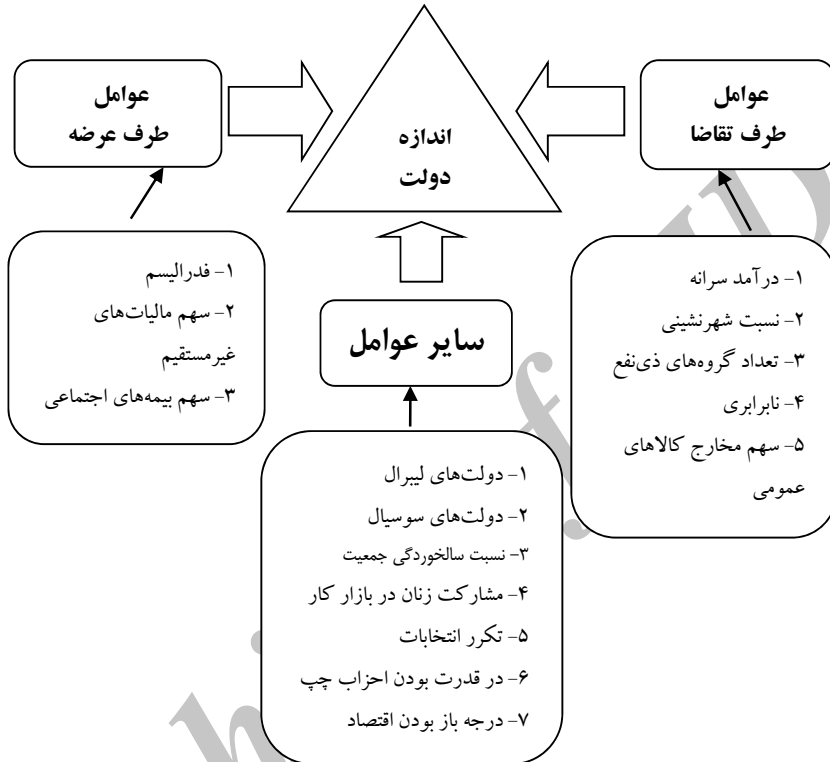 عوامل
طرف تقاضا
اندازه
دولت
عوامل
طرف عرضه
۱- درآمد سرانه
۲- نسبت شهرنشینی
۳- تعداد گروه‌های ذی‌نفع
۴- نابرابری
۵- سهم مخارج کالاهای
عمومی
سایر عوامل
۱- فدرالیسم
۲- سهم مالیات‌های
غیرمستقیم
۳- سهم بیمه‌های اجتماعی
۱- دولت‌های لیبرال
۲- دولت‌های سوسیال
۳- نسبت سالخوردگی جمعیت
۴- مشارکت زنان در بازار کار
۵- تکرر انتخابات
۶- در قدرت بودن احزاب چپ
۷- درجه باز بودن اقتصاد